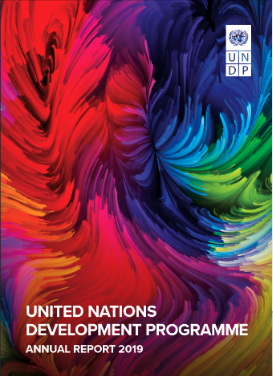 U N
D P
UNITED NATIONS
DEVELOPMENT PROGRAMME
ANNUAL REPORT 2019